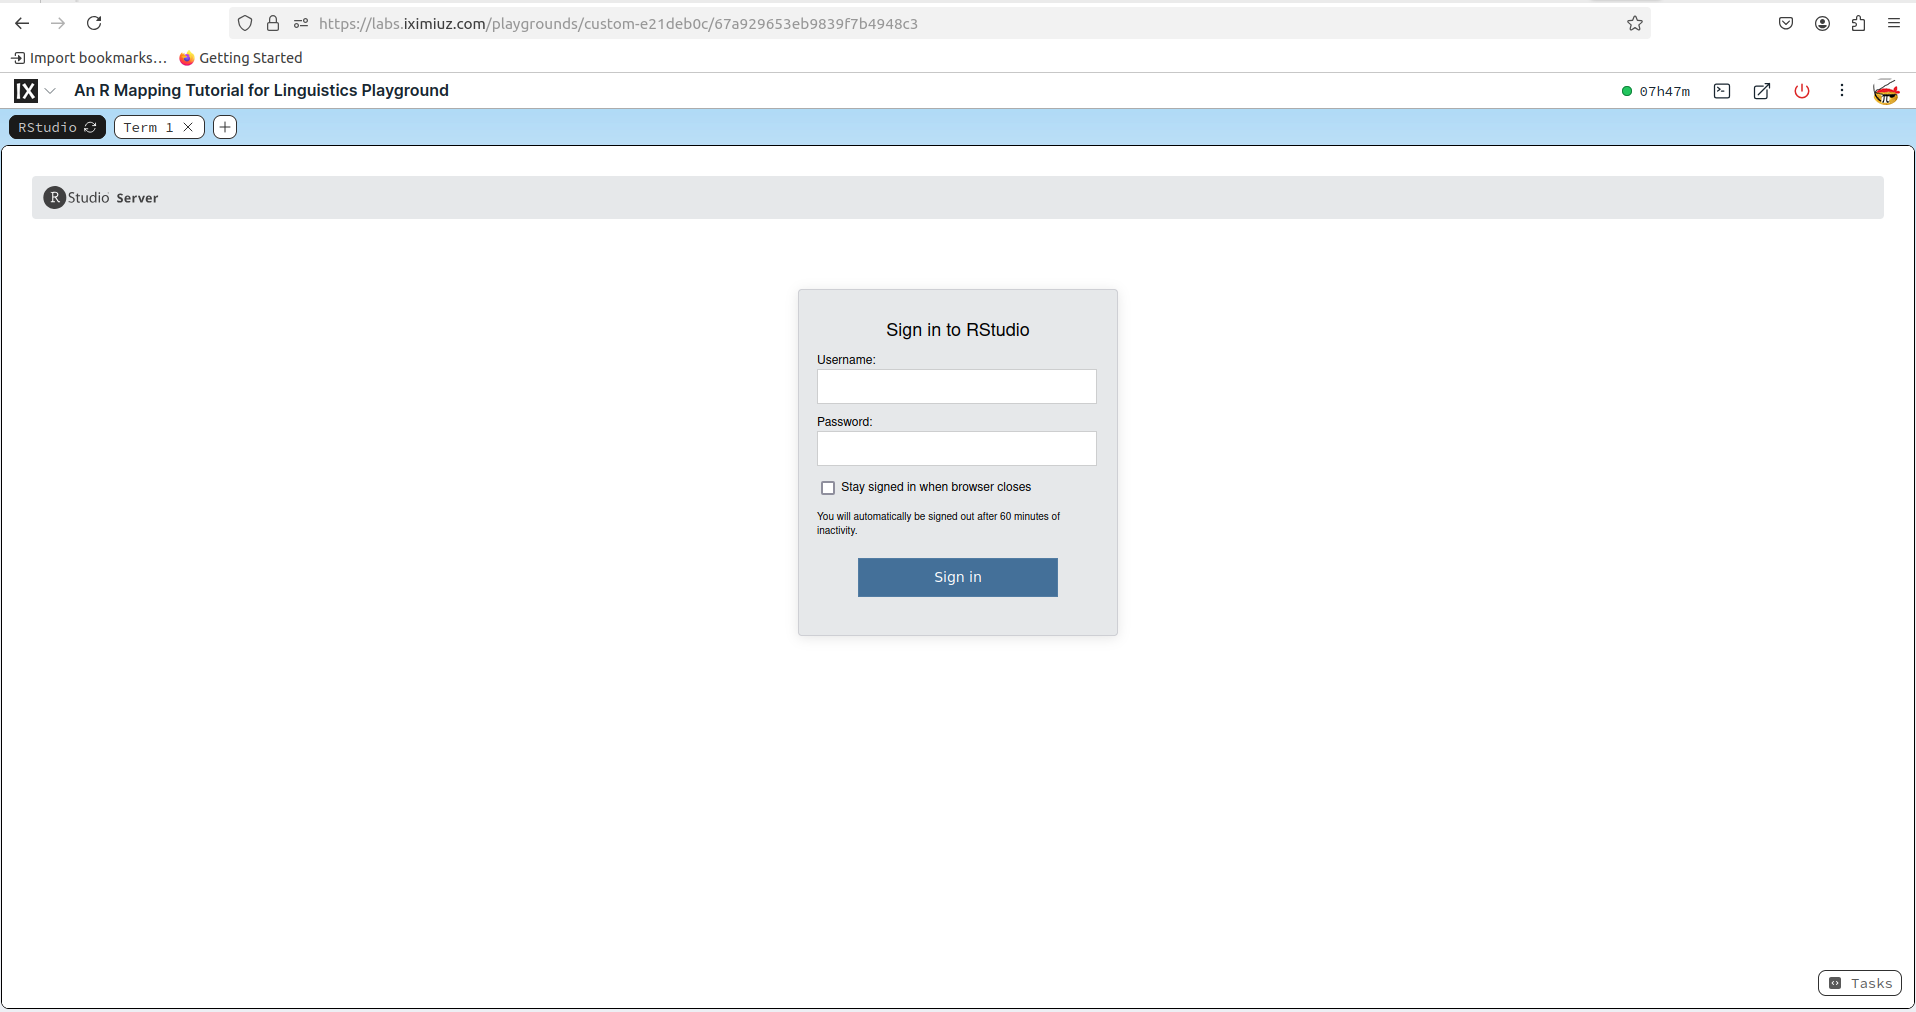 https://labs.iximiuz.com/playgrounds/custom-e21deb0c/67a929653eb9839f7b4948c3
Import bookmarks… Getting Started
IX An R Mapping Tutorial for Linguistics Playground 07h47m
RStudio Term 1
R Studio Server
Sign in to RStudio
Username:
Password:
Stay signed in when browser closes
You will automatically be signed out after 60 minutes of
inactivity.
Sign in
Tasks